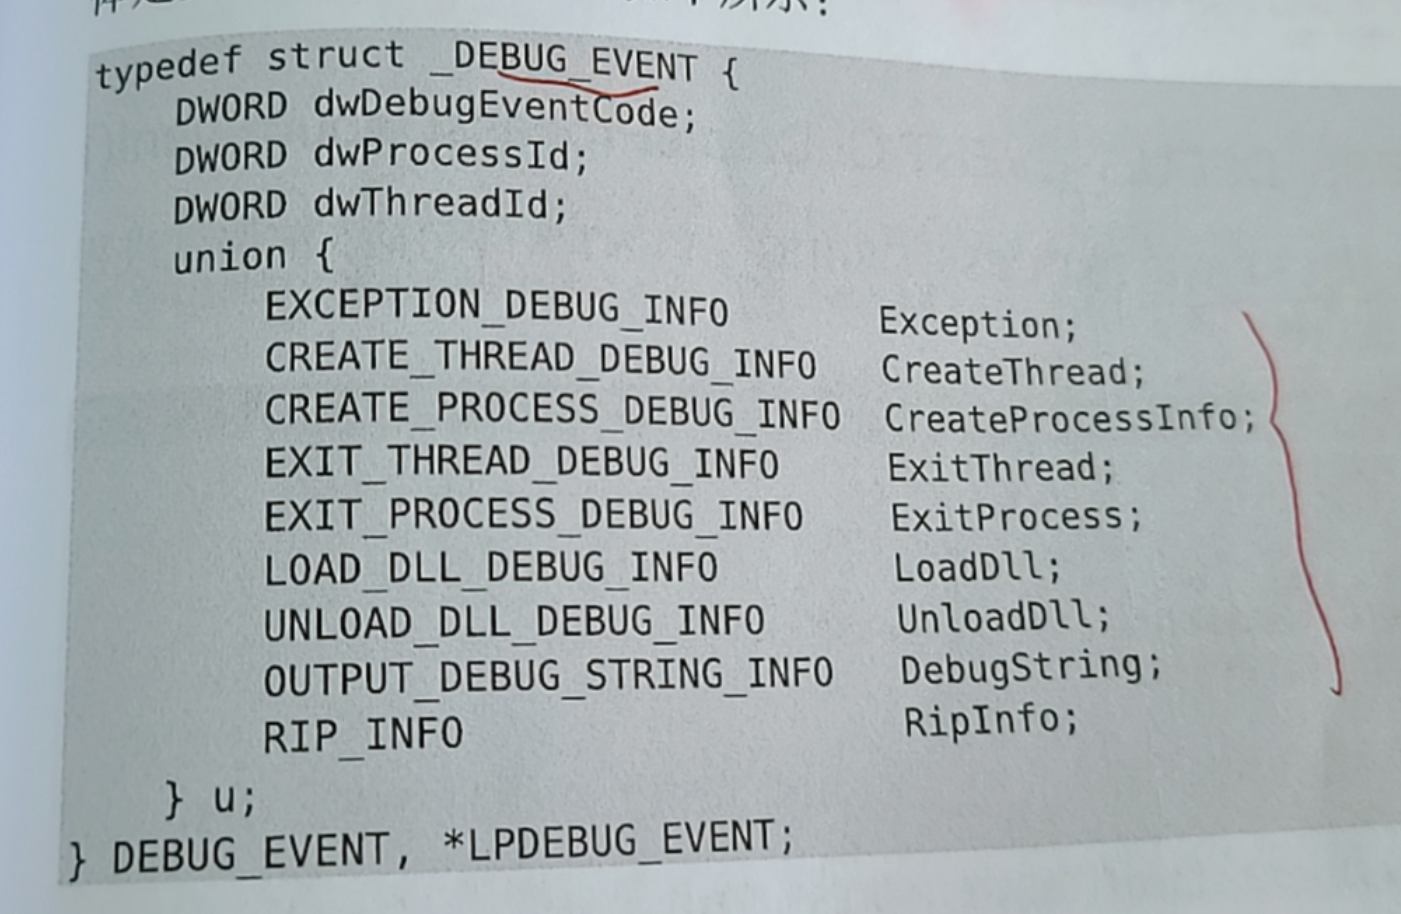 typedef struct _DEBUG_EVENT {
DWORD dwDebugEventCode;
DWORD dwProcessId;
DWORD dwThreadId;
union {
EXCEPTION_DEBUG_INFO Exception;
CREATE_THREAD_DEBUG_INFO CreateThread;
CREATE_PROCESS_DEBUG_INFO CreateProcessInfo;
EXIT_THREAD_DEBUG_INFO ExitThread;
EXIT_PROCESS_DEBUG_INFO ExitProcess;
LOAD_DLL_DEBUG_INFO LoadDll;
UNLOAD_DLL_DEBUG_INFO UnloadDll;
OUTPUT_DEBUG_STRING_INFO DebugString;
RIP_INFO RipInfo;
} u;
} DEBUG_EVENT, *LPDEBUG_EVENT;